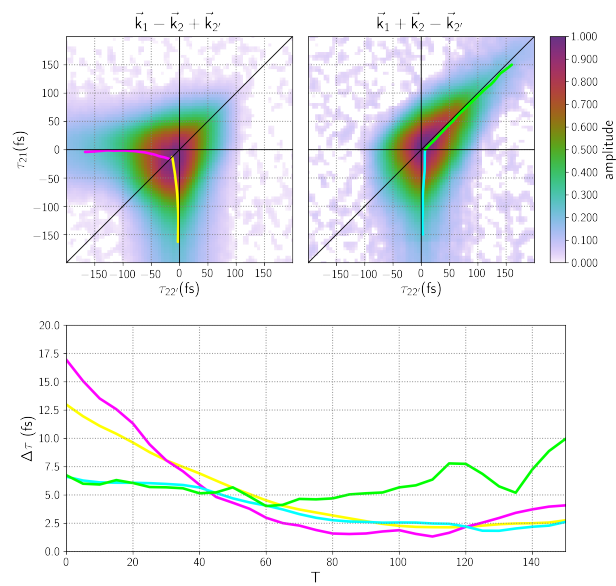 k⃗₁ − k⃗₂ + k⃗₂′
k⃗₁ + k⃗₂ − k⃗₂′
τ₂₁(fs)
150
100
50
0
−50
−100
−150
−150 −100 −50 0 50 100 150
τ₂₂′(fs)
−150 −100 −50 0 50 100 150
τ₂₂′(fs)
1.000
0.900
0.800
0.700
0.600
0.500
0.400
0.300
0.200
0.100
0.000
amplitude
Δτ (fs)
20.0
17.5
15.0
12.5
10.0
7.5
5.0
2.5
0.0
0 20 40 60 80 100 120 140
T